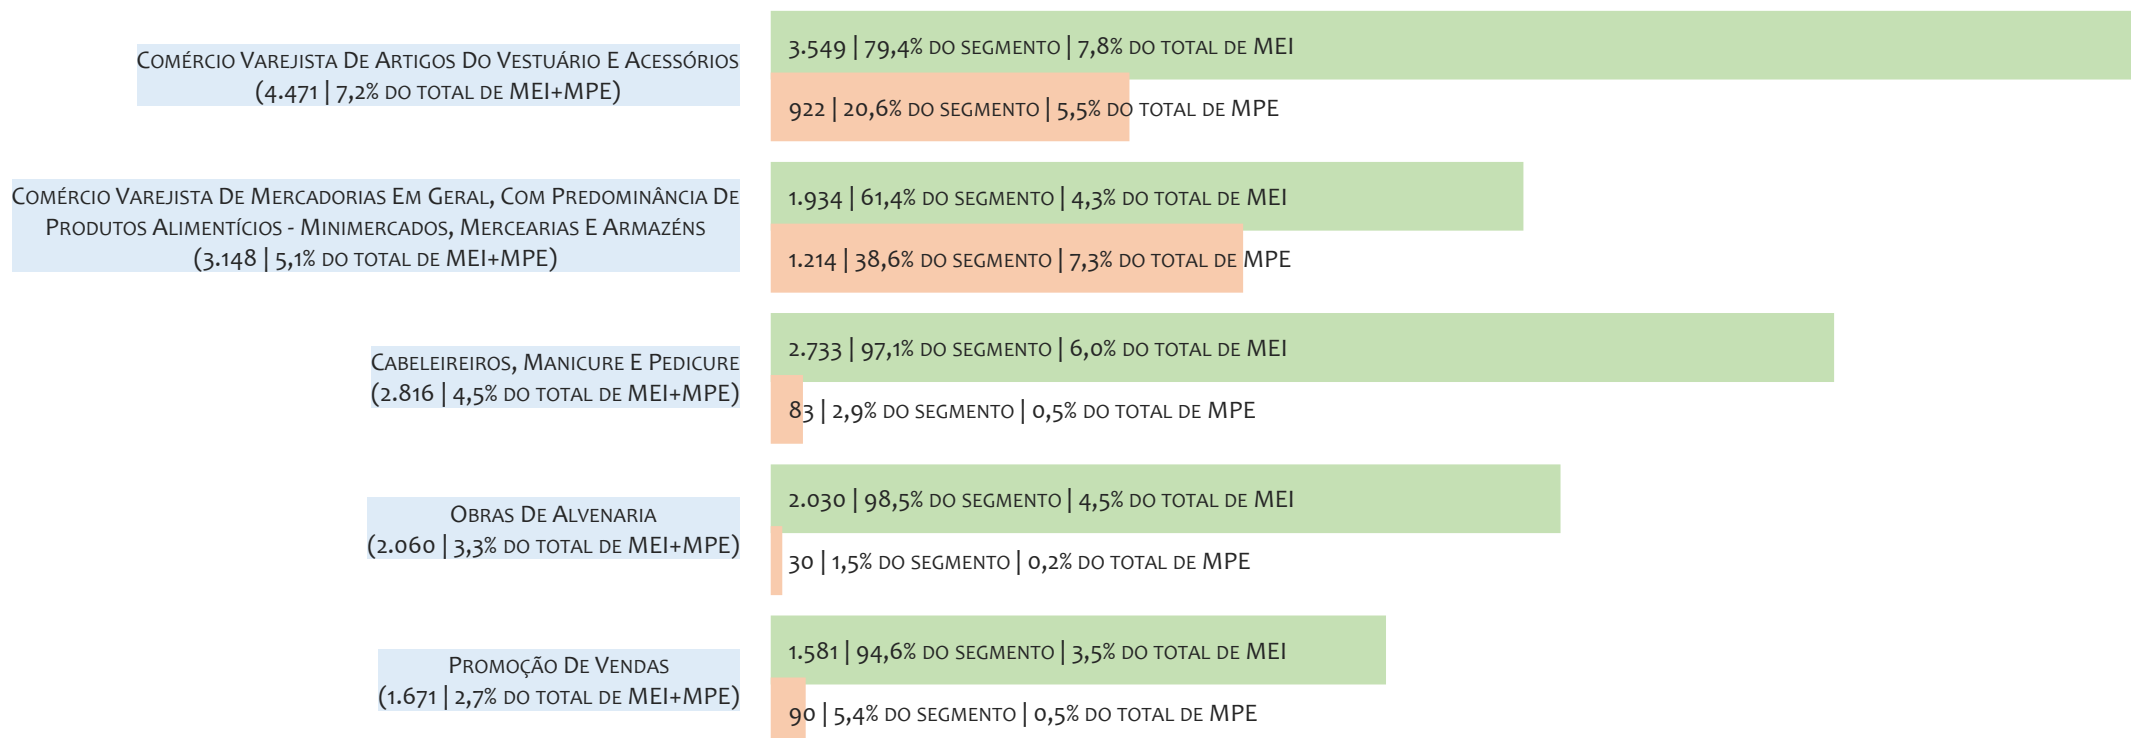 Comércio Varejista De Artigos Do Vestuário E Acessórios
(4.471 | 7,2% do total de MEI+MPE)
3.549 | 79,4% do segmento | 7,8% do total de MEI
922 | 20,6% do segmento | 5,5% do total de MPE
Comércio Varejista De Mercadorias Em Geral, Com Predominância De
Produtos Alimentícios - Minimercados, Mercearias E Armazéns
(3.148 | 5,1% do total de MEI+MPE)
1.934 | 61,4% do segmento | 4,3% do total de MEI
1.214 | 38,6% do segmento | 7,3% do total de MPE
Cabeleireiros, Manicure E Pedicure
(2.816 | 4,5% do total de MEI+MPE)
2.733 | 97,1% do segmento | 6,0% do total de MEI
83 | 2,9% do segmento | 0,5% do total de MPE
Obras De Alvenaria
(2.060 | 3,3% do total de MEI+MPE)
2.030 | 98,5% do segmento | 4,5% do total de MEI
30 | 1,5% do segmento | 0,2% do total de MPE
Promoção De Vendas
(1.671 | 2,7% do total de MEI+MPE)
1.581 | 94,6% do segmento | 3,5% do total de MEI
90 | 5,4% do segmento | 0,5% do total de MPE